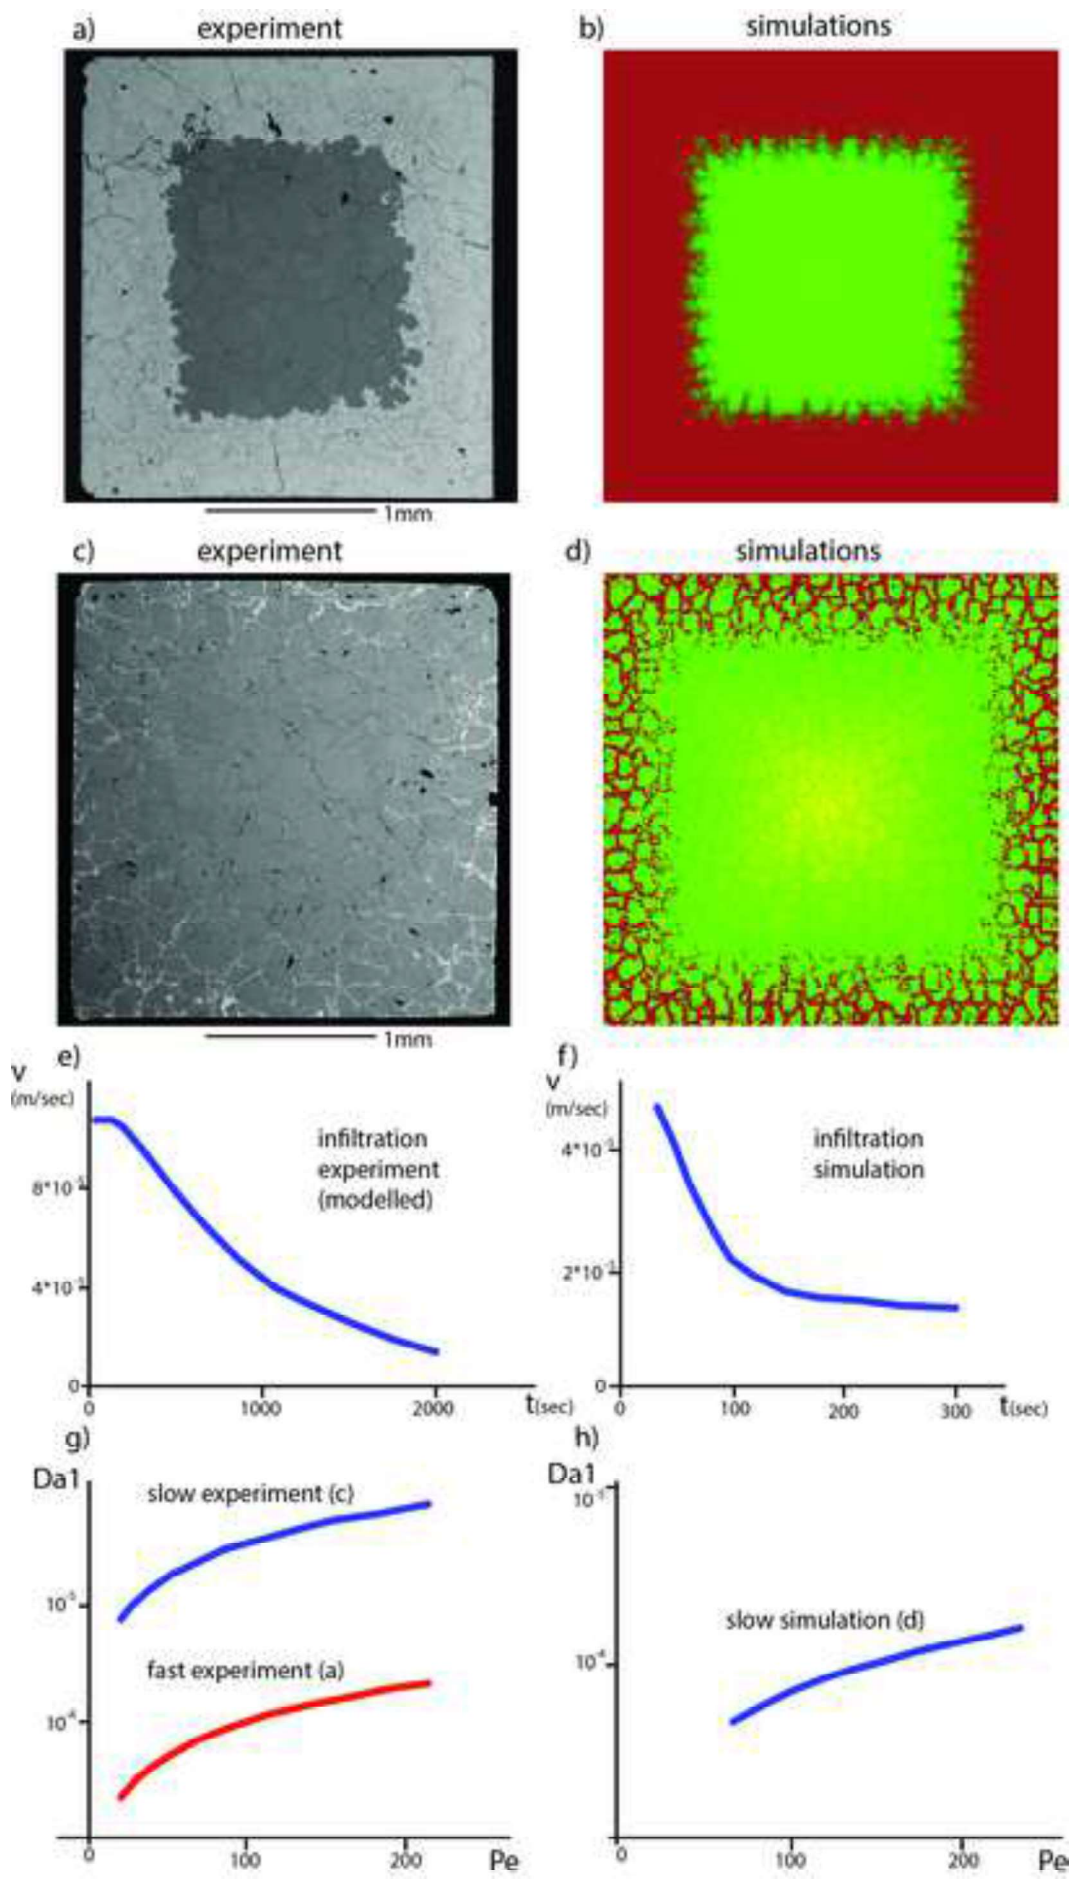 a) experiment
b) simulations
1mm
c) experiment
d) simulations
1mm
e)
v
(m/sec)
infiltration
experiment
(modelled)
0
0
1000
2000
t(sec)
f)
v
(m/sec)
infiltration
simulation
0
0
100
200
300
t(sec)
g)
Da1
slow experiment (c)
fast experiment (a)
0
100
200
Pe
h)
Da1
slow simulation (d)
0
100
200
Pe